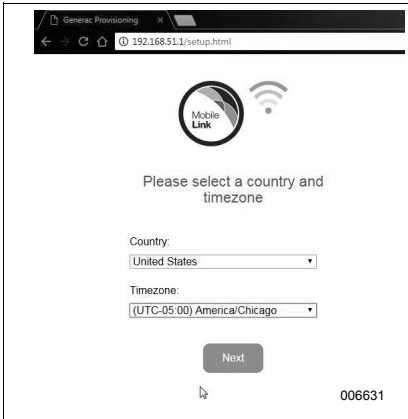 Generac Provisioning
192.168.51.1/setup.html
Mobile
Link
Please select a country and
timezone
Country:
United States
Timezone:
(UTC-05:00) America/Chicago
Next
006631